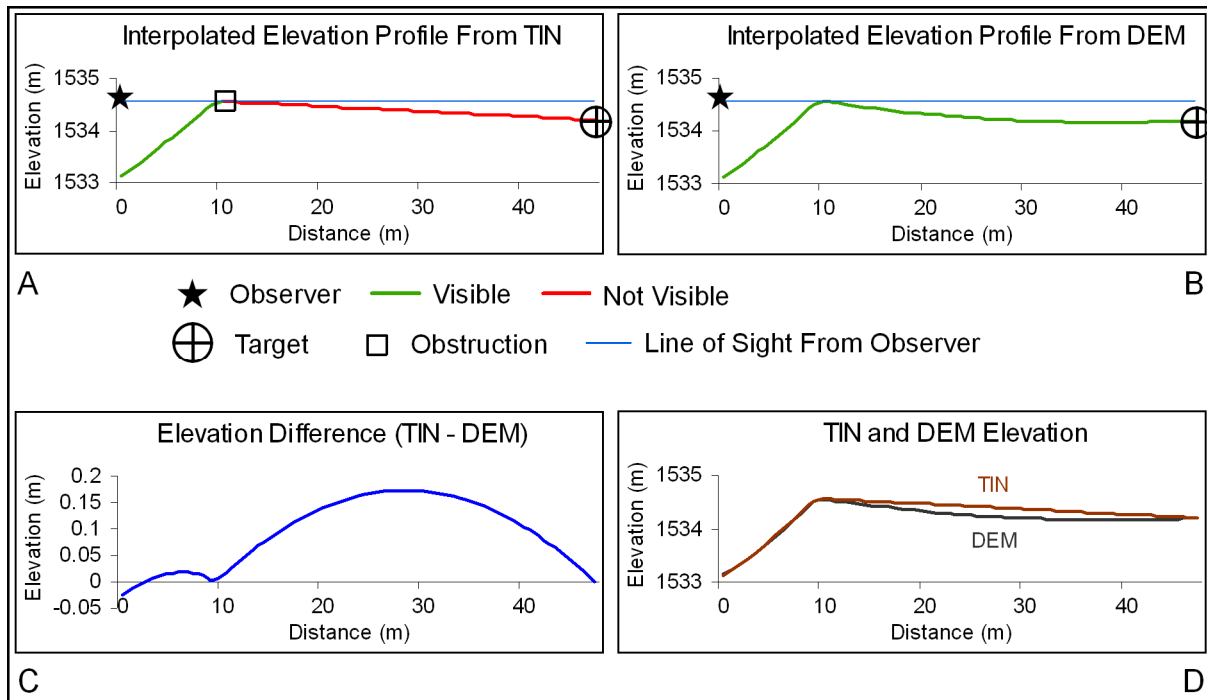 Interpolated Elevation Profile From TIN
Elevation (m)
1535
1534
1533
0 10 20 30 40
Distance (m)
A
Interpolated Elevation Profile From DEM
Elevation (m)
1535
1534
1533
0 10 20 30 40
Distance (m)
B
Observer Visible Not Visible
Target Obstruction Line of Sight From Observer
Elevation Difference (TIN - DEM)
Elevation (m)
0.2
0.15
0.1
0.05
0
-0.05
0 10 20 30 40
Distance (m)
C
TIN and DEM Elevation
Elevation (m)
1535
1534
1533
TIN
DEM
0 10 20 30 40
Distance (m)
D